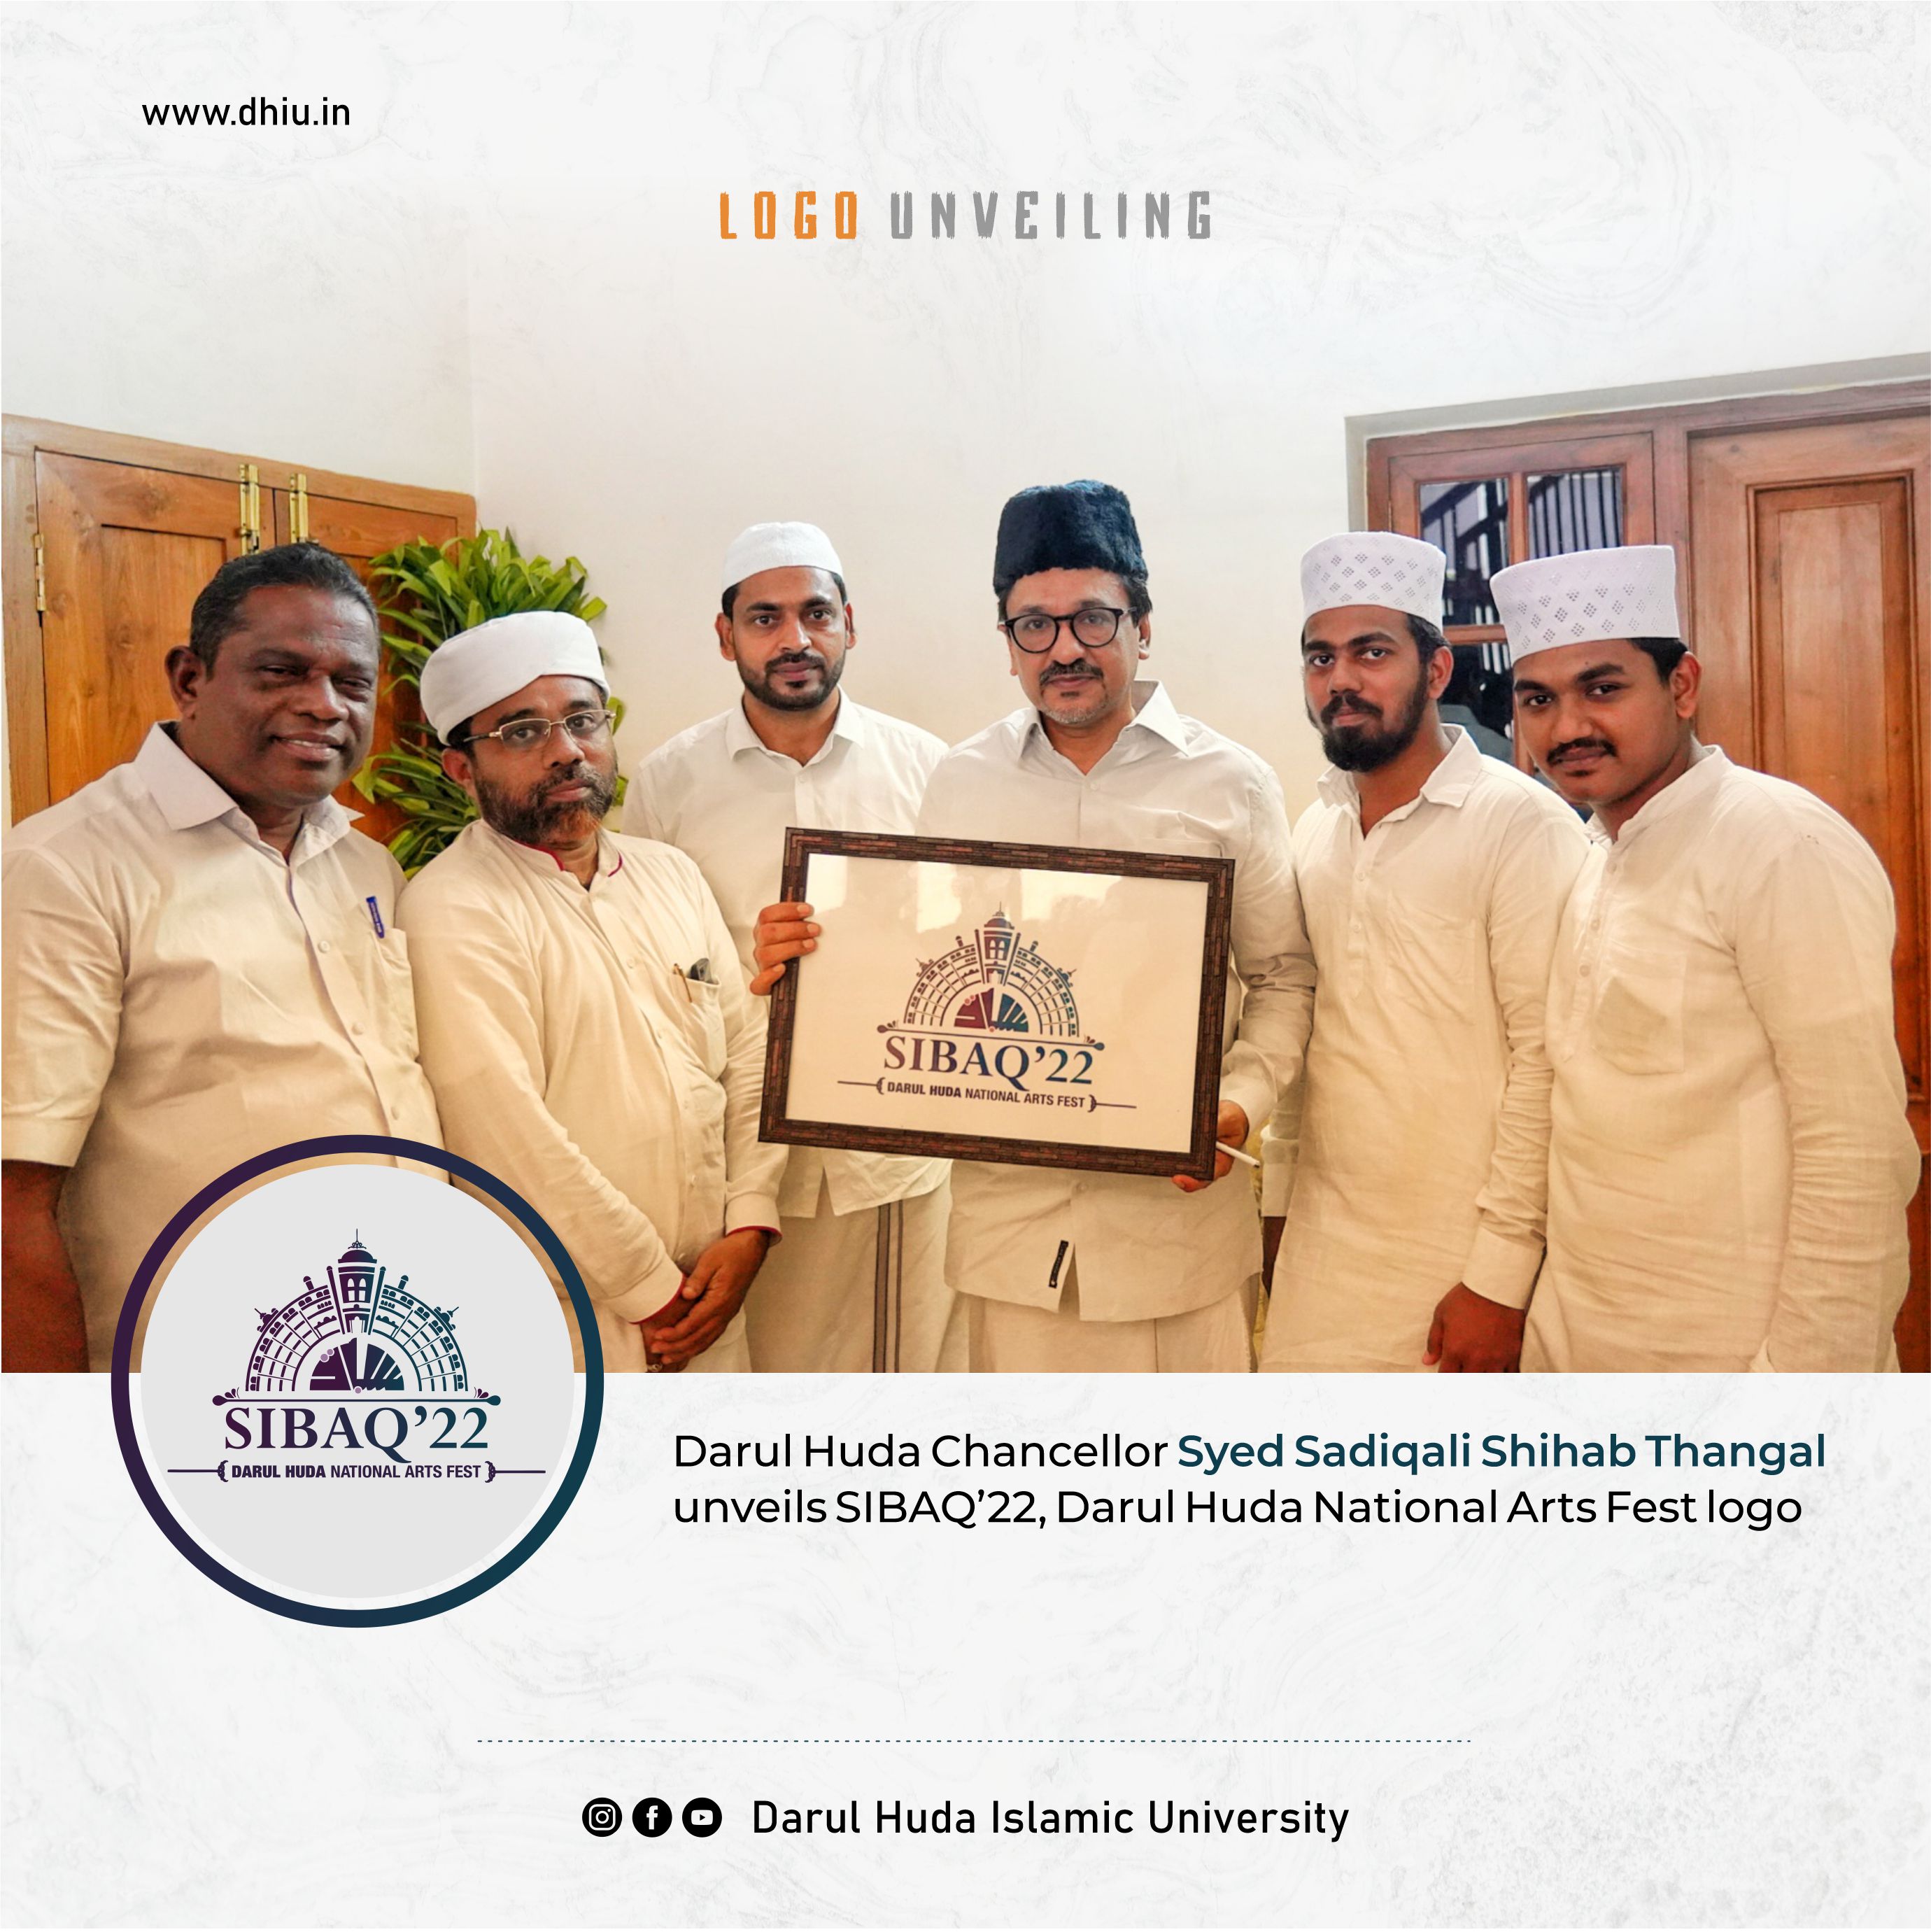 www.dhiu.in
LOGO UNVEILING
SIBAQ’22
DARUL HUDA NATIONAL ARTS FEST
SIBAQ’22
DARUL HUDA NATIONAL ARTS FEST
Darul Huda Chancellor Syed Sadiqali Shihab Thangal
unveils SIBAQ’22, Darul Huda National Arts Fest logo
Darul Huda Islamic University